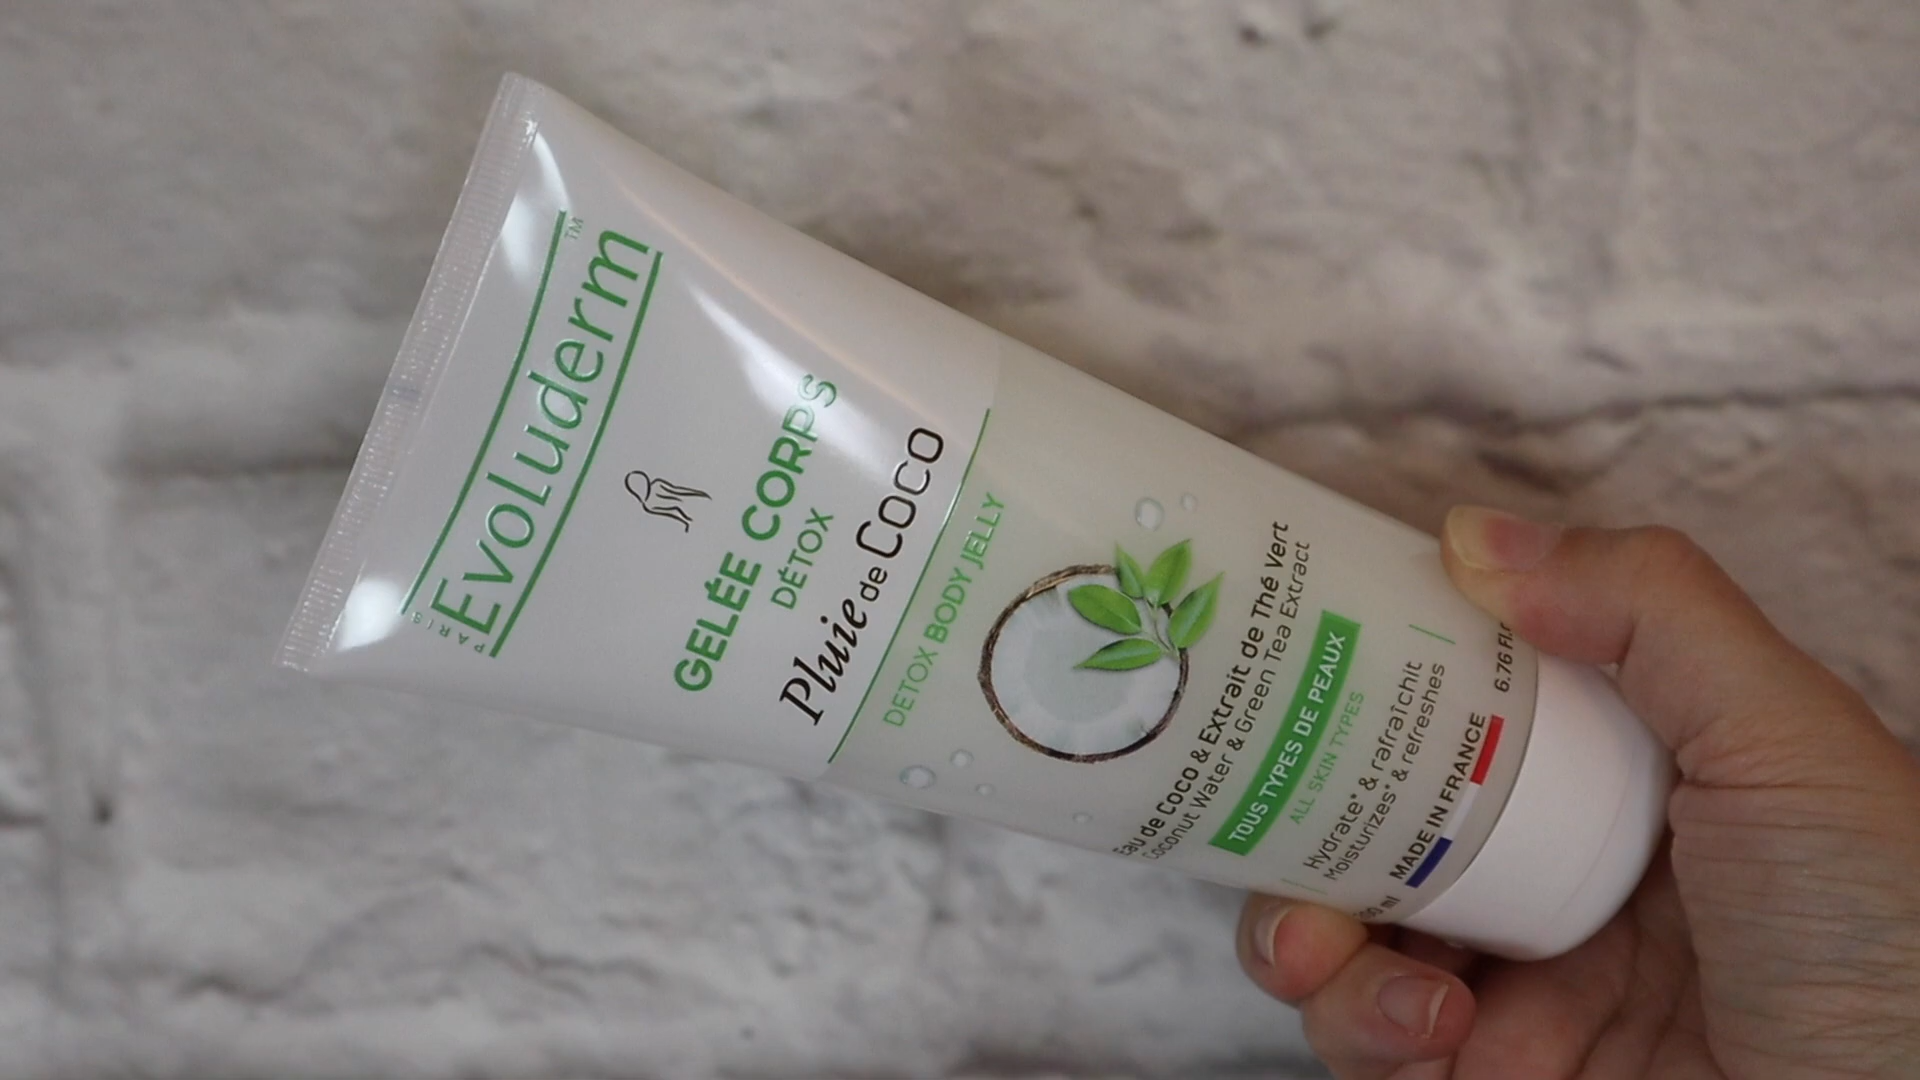 Evoluderm™
PARIS
GELÉE CORPS
DÉTOX
Pluie de Coco
DETOX BODY JELLY
Eau de Coco & Extrait de Thé Vert
Coconut Water & Green Tea Extract
TOUS TYPES DE PEAUX
ALL SKIN TYPES
Hydrate* & rafraîchit
Moisturizes* & refreshes
MADE IN FRANCE
ml
6.76 Fl.